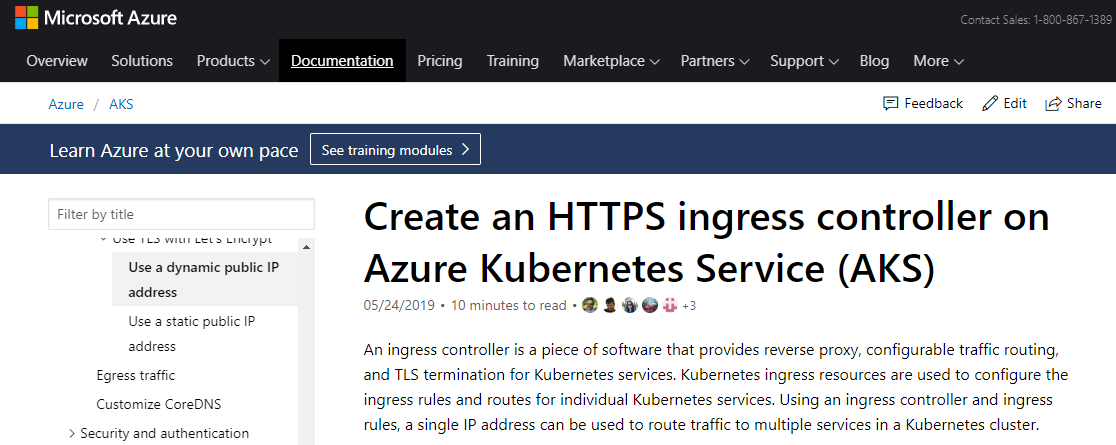 Microsoft Azure
Contact Sales: 1-800-867-1389
Overview Solutions Products Documentation Pricing Training Marketplace Partners Support Blog More
Azure / AKS
Feedback Edit Share
Learn Azure at your own pace See training modules
Filter by title
Use TLS with Let's Encrypt
Use a dynamic public IP
address
Use a static public IP
address
Egress traffic
Customize CoreDNS
Security and authentication
Create an HTTPS ingress controller on
Azure Kubernetes Service (AKS)
05/24/2019 • 10 minutes to read • +3
An ingress controller is a piece of software that provides reverse proxy, configurable traffic routing,
and TLS termination for Kubernetes services. Kubernetes ingress resources are used to configure the
ingress rules and routes for individual Kubernetes services. Using an ingress controller and ingress
rules, a single IP address can be used to route traffic to multiple services in a Kubernetes cluster.